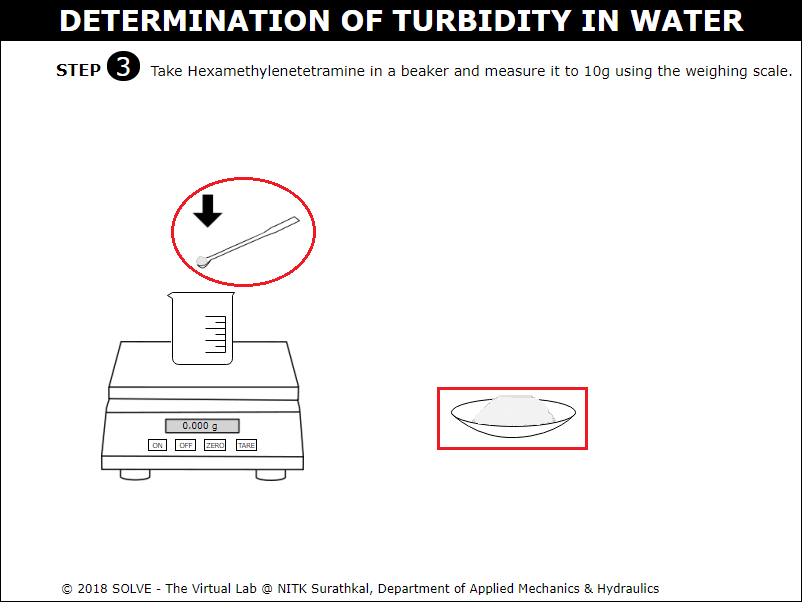 DETERMINATION OF TURBIDITY IN WATER
STEP 3 Take Hexamethylenetetramine in a beaker and measure it to 10g using the weighing scale.
0.000 g
ON OFF ZERO TARE
© 2018 SOLVE - The Virtual Lab @ NITK Surathkal, Department of Applied Mechanics & Hydraulics